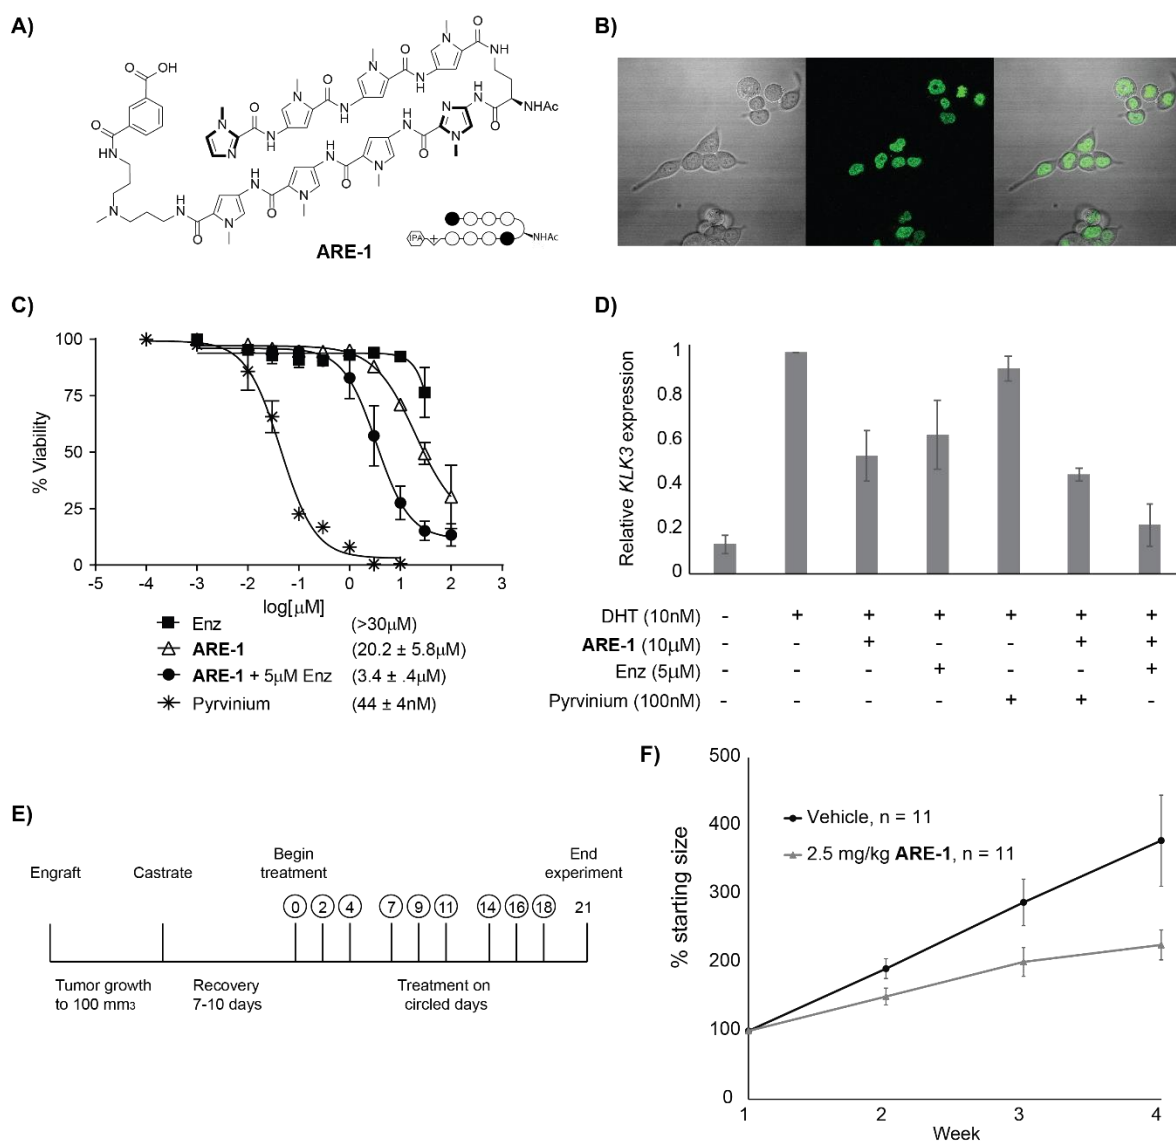 A)
N
O
N
H
O
N
N
H
O
N
N
H
O
NH
NHAc
O
NH
N
N
O
OH
O
HN
N
NH
O
ARE-1
IPA
+
NHAc
B)
C)
% Viability
100
75
50
25
0
-5 -4 -3 -2 -1 0 1 2 3
log[μM]
Enz (>30μM)
ARE-1 (20.2 ± 5.8μM)
ARE-1 + 5μM Enz (3.4 ± .4μM)
Pyrvinium (44 ± 4nM)
D)
Relative KLK3 expression
1
0.8
0.6
0.4
0.2
0
DHT (10nM) - + + + + + +
ARE-1 (10μM) - - + - - + +
Enz (5μM) - - - + - - +
Pyrvinium (100nM) - - - - + + -
E)
Engraft Castrate Begin treatment End experiment
0 2 4 7 9 11 14 16 18 21
Tumor growth to 100 mm3
Recovery 7-10 days
Treatment on circled days
F)
% starting size
500
400
300
200
100
0
Vehicle, n = 11
2.5 mg/kg ARE-1, n = 11
1 2 3 4
Week